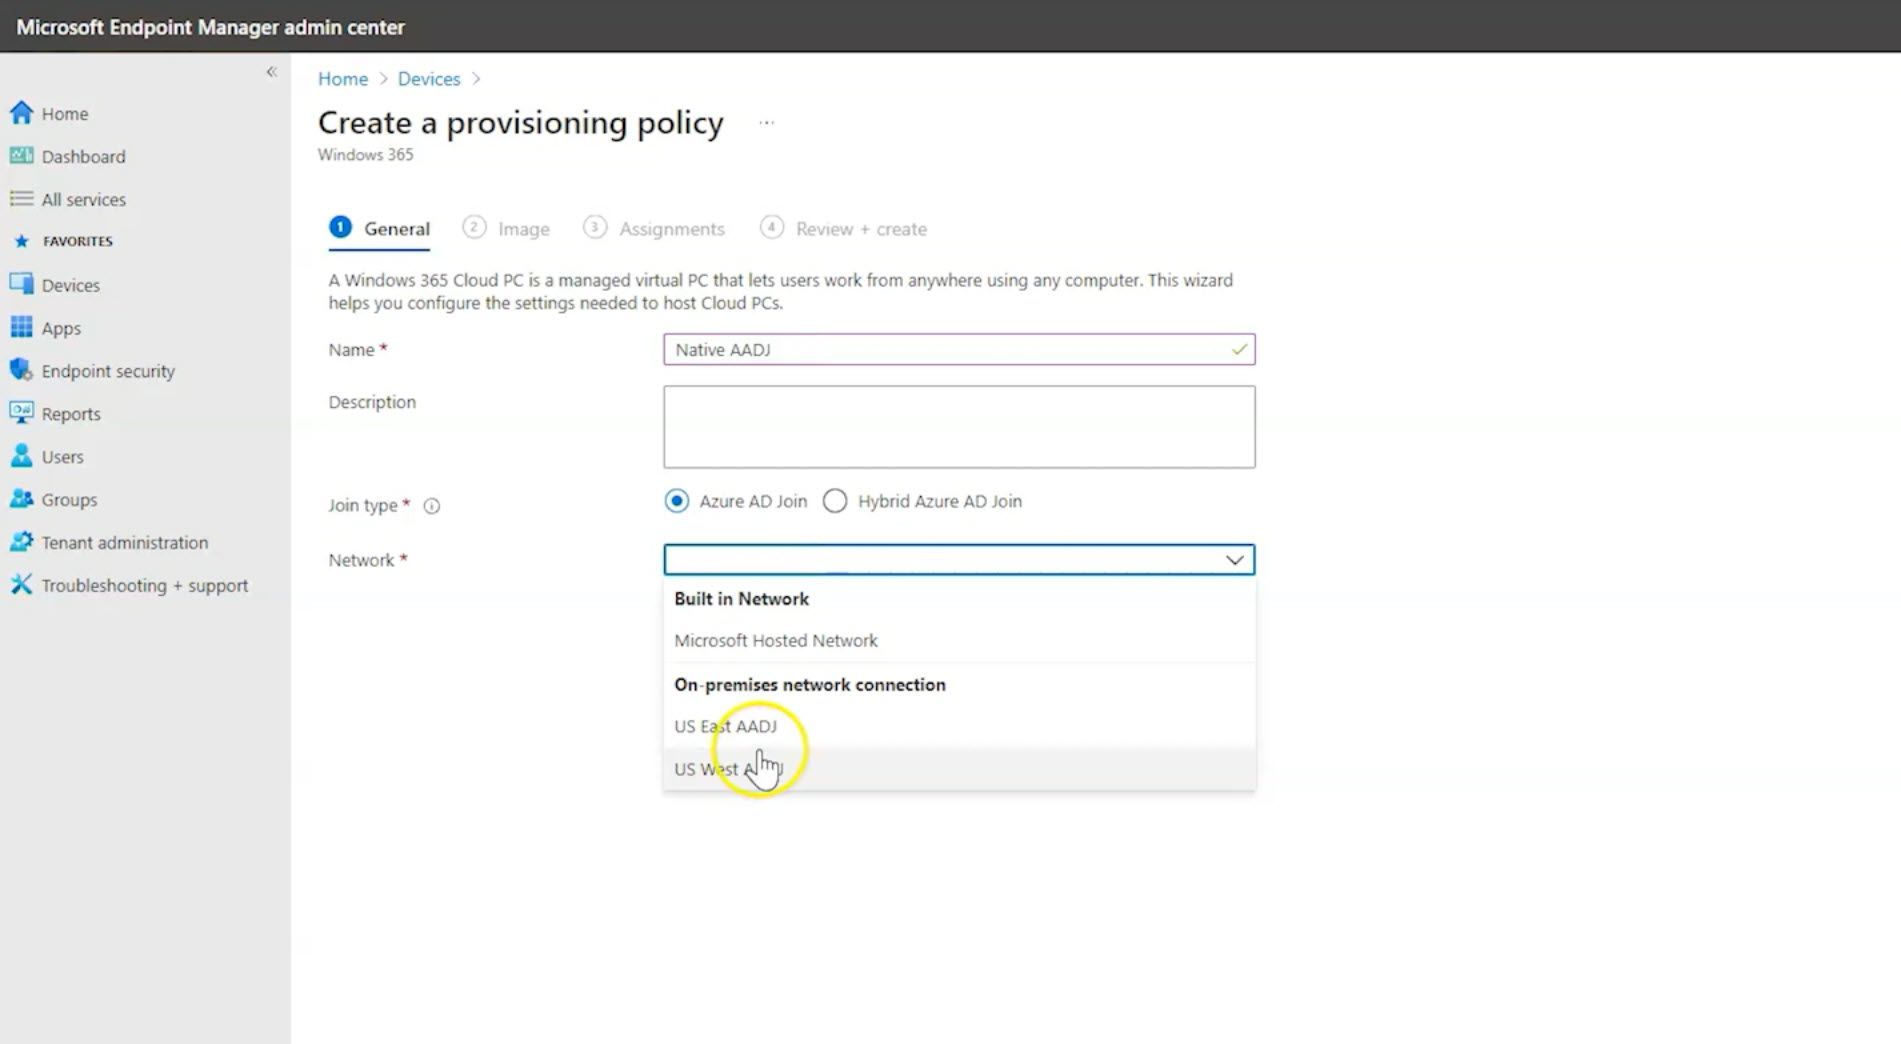 Microsoft Endpoint Manager admin center
«
Home
Dashboard
All services
FAVORITES
Devices
Apps
Endpoint security
Reports
Users
Groups
Tenant administration
Troubleshooting + support
Home > Devices >
Create a provisioning policy ...
Windows 365
1 General 2 Image 3 Assignments 4 Review + create
A Windows 365 Cloud PC is a managed virtual PC that lets users work from anywhere using any computer. This wizard
helps you configure the settings needed to host Cloud PCs.
Name * Native AADJ
Description
Join type * Azure AD Join Hybrid Azure AD Join
Network *
Built in Network
Microsoft Hosted Network
On-premises network connection
US East AADJ
US West